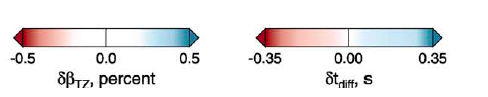 -0.5 0.0 0.5 -0.35 0.00 0.35
δβTZ, percent δtdiff, s